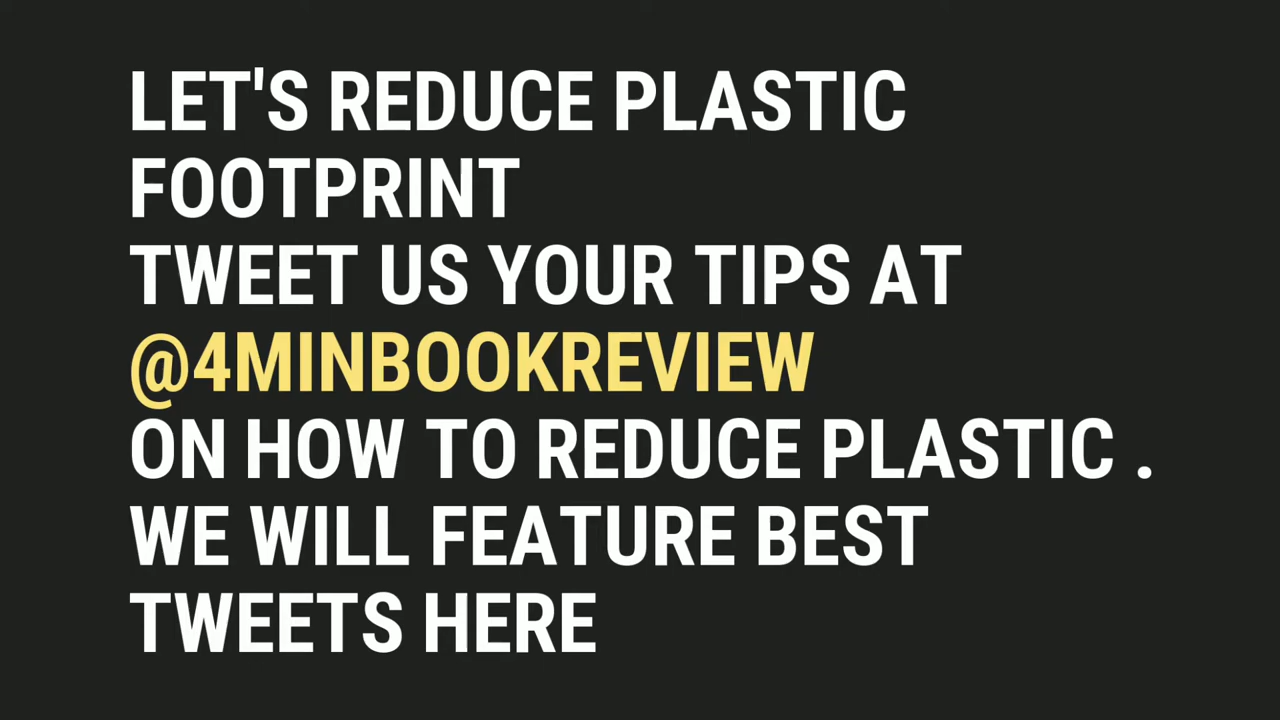 LET'S REDUCE PLASTIC
FOOTPRINT
TWEET US YOUR TIPS AT
@4MINBOOKREVIEW
ON HOW TO REDUCE PLASTIC .
WE WILL FEATURE BEST
TWEETS HERE